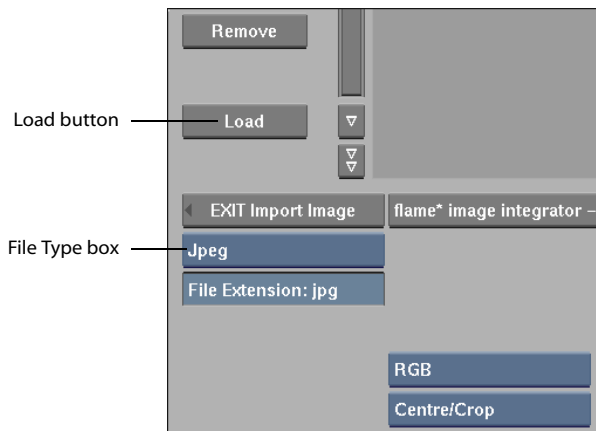 Remove
Load button
Load
EXIT Import Image
flame* image integrator –
File Type box
Jpeg
File Extension: jpg
RGB
Centre/Crop